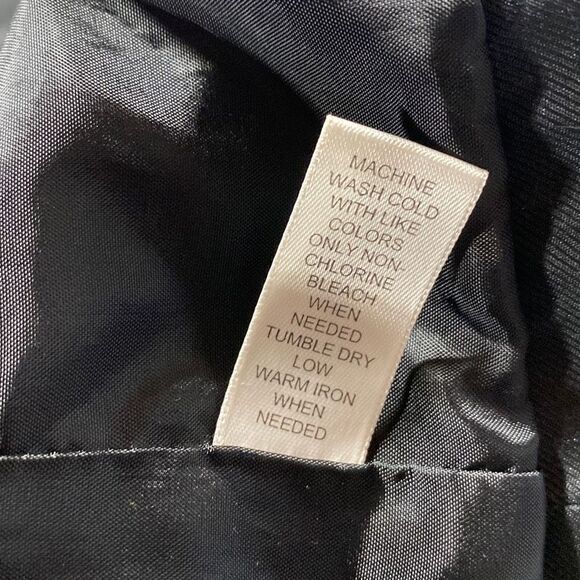 MACHINE
WASH COLD
WITH LIKE
COLORS
ONLY NON-
CHLORINE
BLEACH
WHEN
NEEDED
TUMBLE DRY
LOW
WARM IRON
WHEN
NEEDED